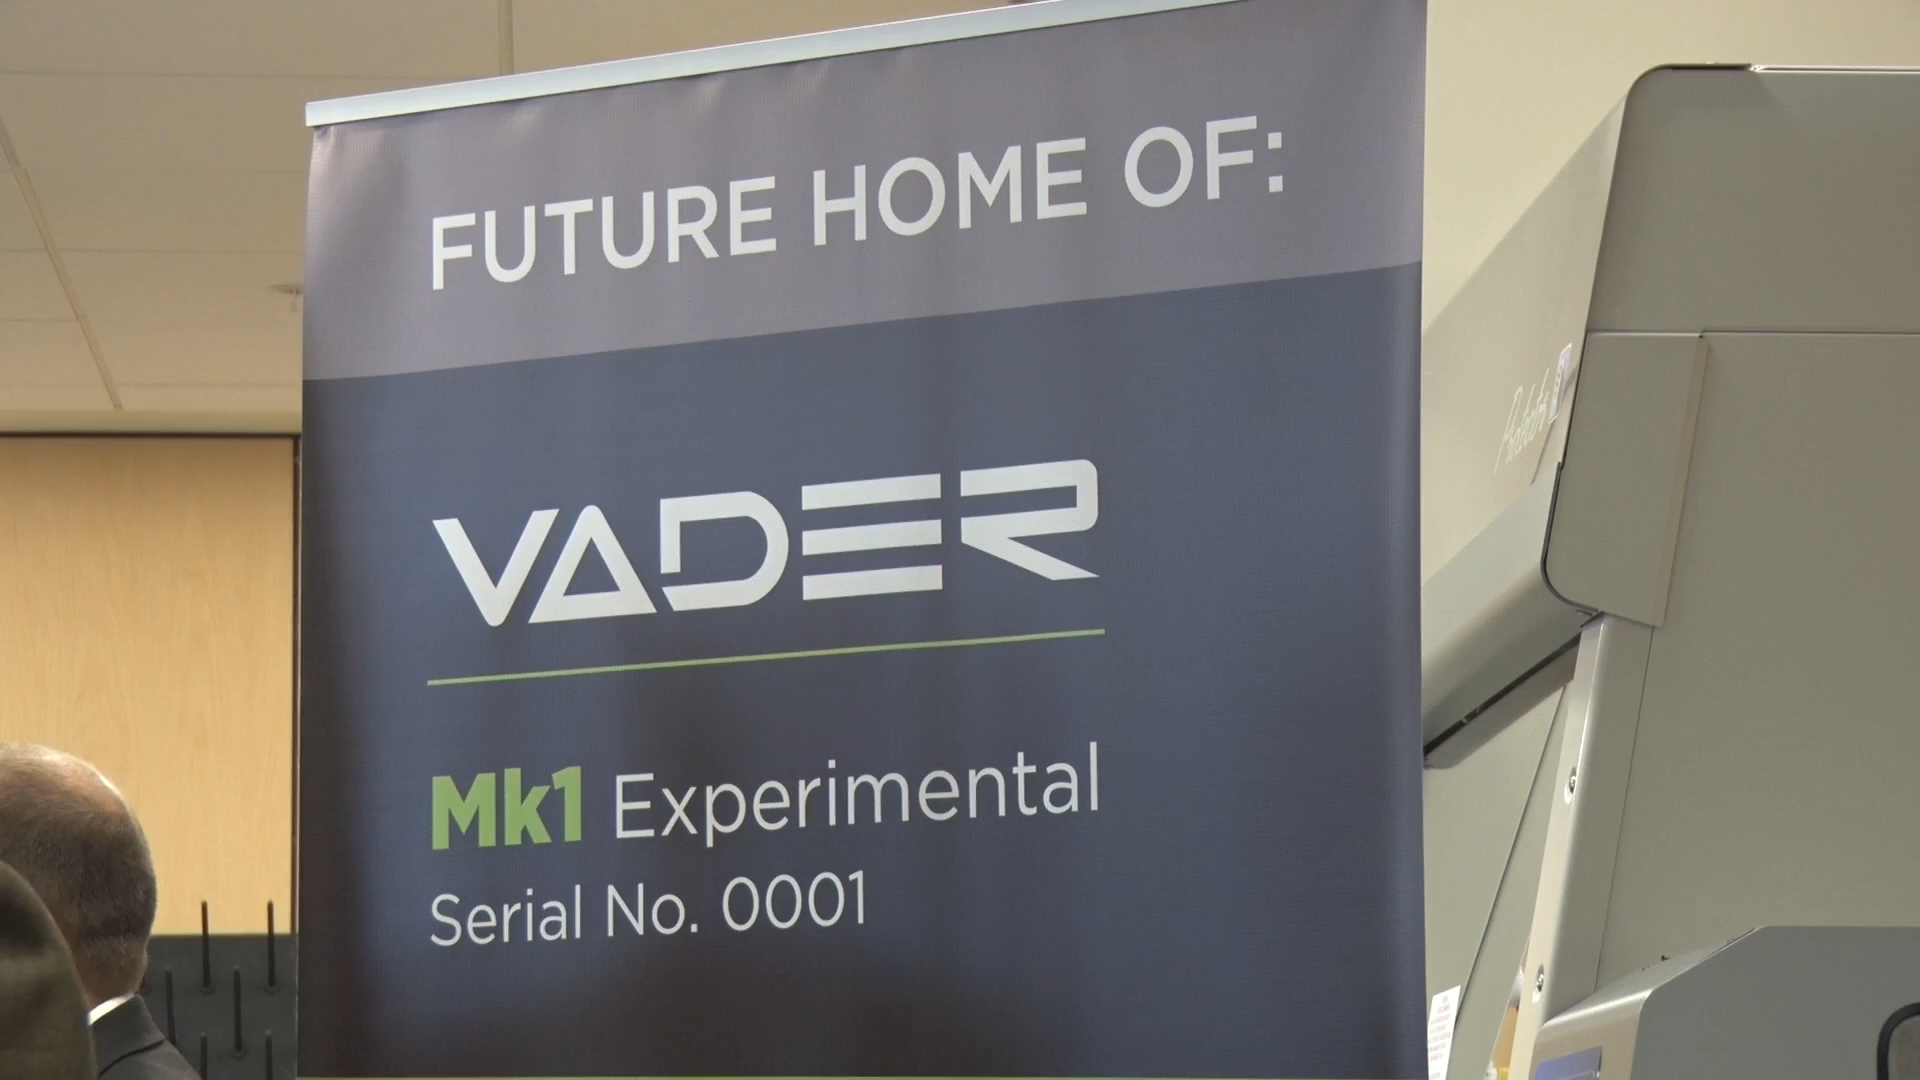 FUTURE HOME OF:
VADER
Mk1 Experimental
Serial No. 0001